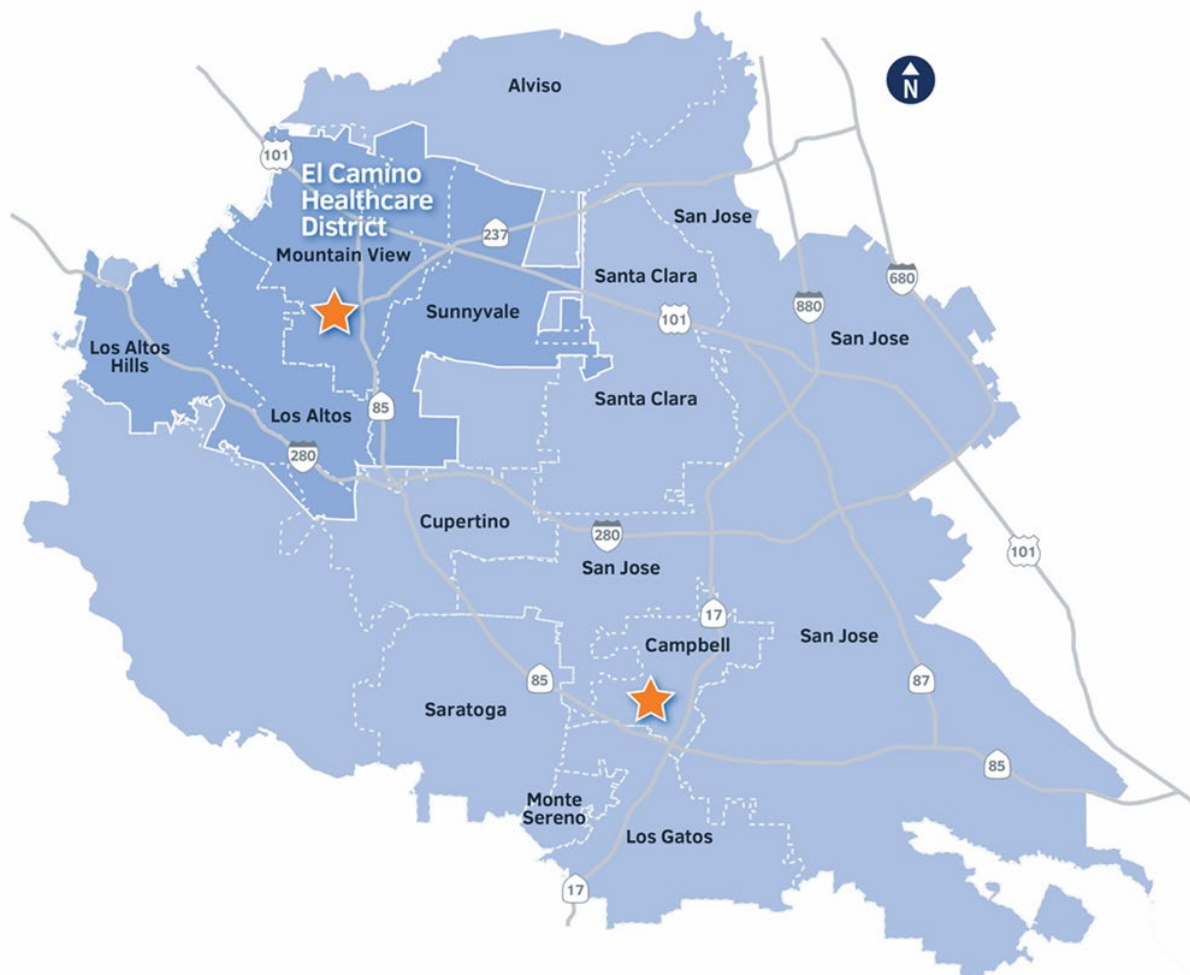 Alviso
N
101
El Camino
Healthcare
District
San Jose
237
Mountain View
Santa Clara
680
880
Sunnyvale
101
San Jose
Los Altos
Hills
Santa Clara
85
Los Altos
280
Cupertino
280
101
San Jose
17
Campbell
San Jose
85
87
Saratoga
85
Monte
Sereno
Los Gatos
17